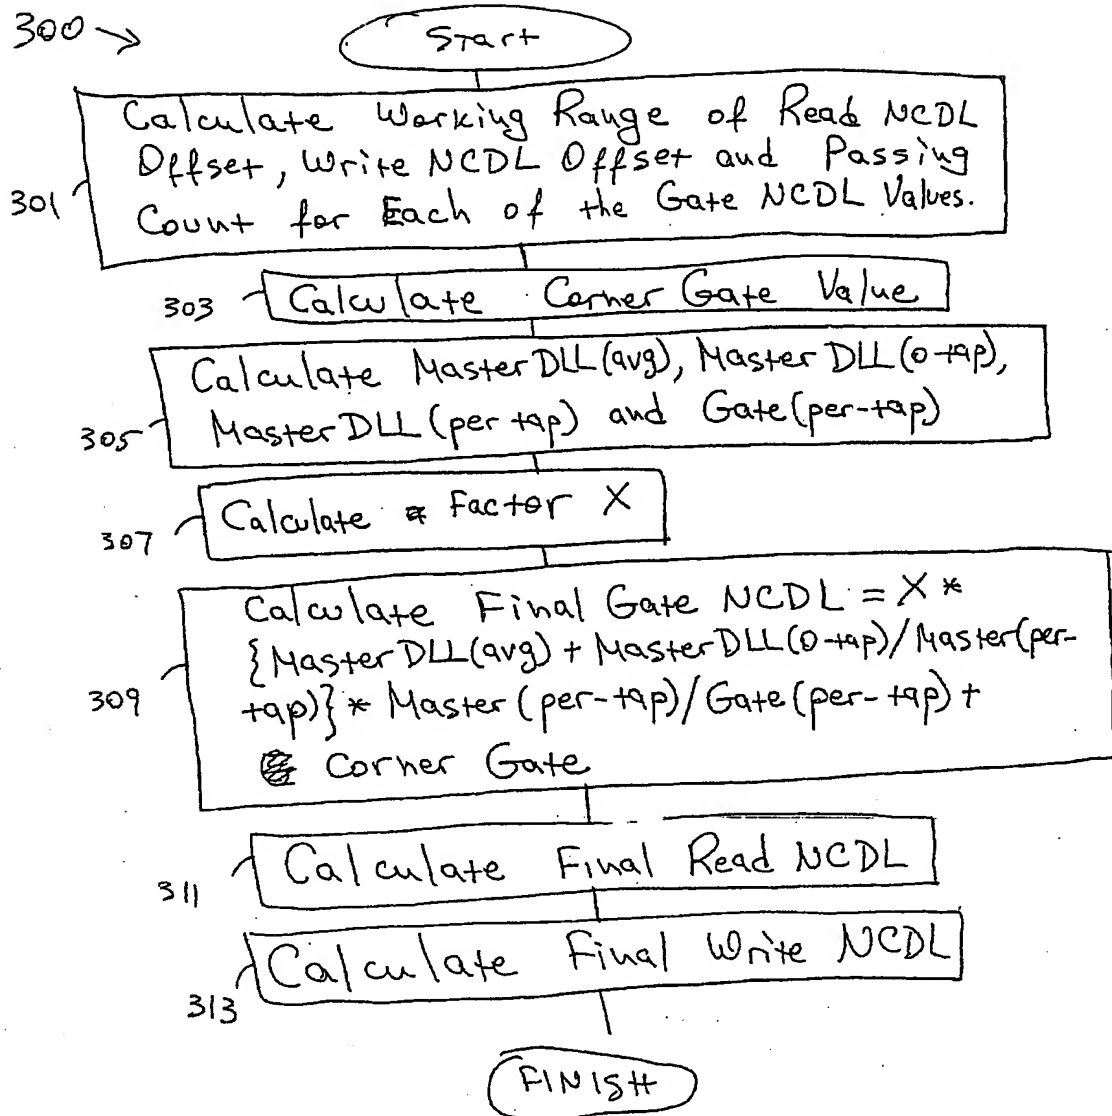 300
Start
Calculate Working Range of Read NCDL
Offset, Write NCDL Offset and Passing
Count for Each of the Gate NCDL Values.
301
Calculate Corner Gate Value
303
Calculate MasterDLL(avg), MasterDLL(0-tap),
MasterDLL(per tap) and Gate(per-tap)
305
Calculate Factor X
307
Calculate Final Gate NCDL = X *
{MasterDLL(avg) + MasterDLL(0-tap)/Master(per-
tap)} * Master(per-tap)/Gate(per-tap) +
Corner Gate
309
Calculate Final Read NCDL
311
Calculate Final Write NCDL
313
FINISH